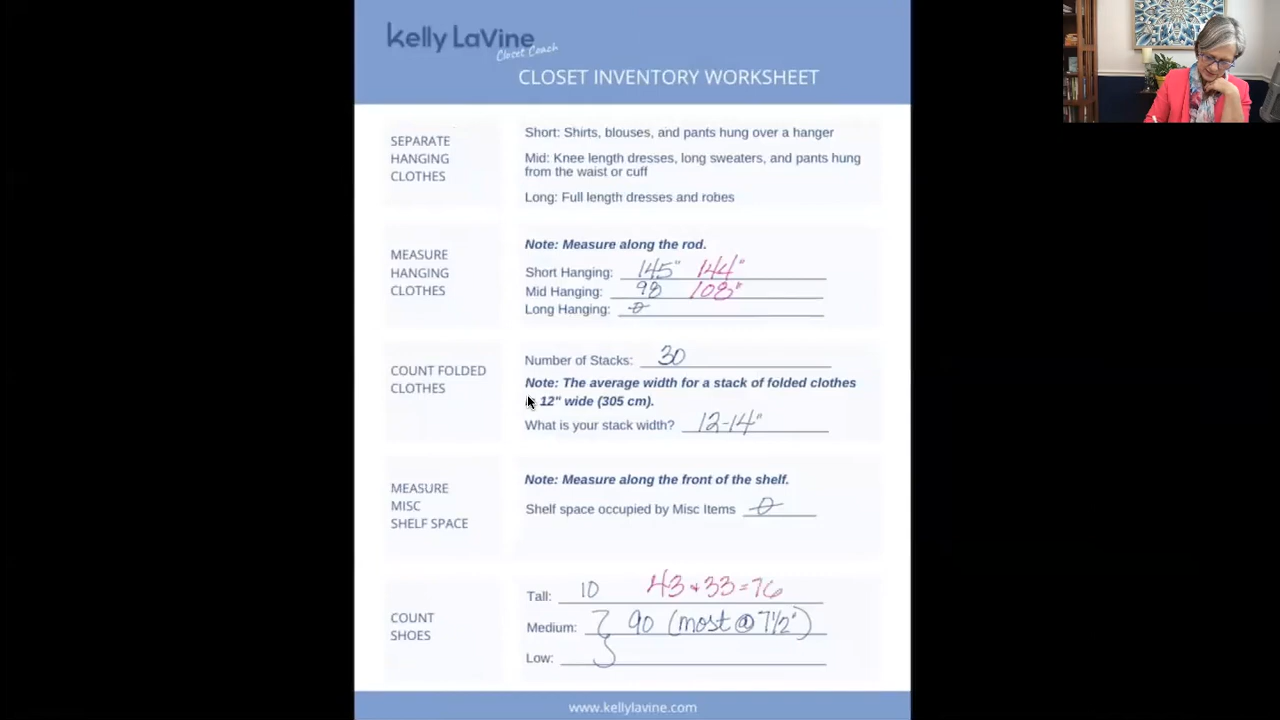 Kelly LaVine
Closet Coach
CLOSET INVENTORY WORKSHEET
SEPARATE
HANGING
CLOTHES
Short: Shirts, blouses, and pants hung over a hanger
Mid: Knee length dresses, long sweaters, and pants hung
from the waist or cuff
Long: Full length dresses and robes
MEASURE
HANGING
CLOTHES
Note: Measure along the rod.
Short Hanging: 145" 144"
Mid Hanging: 98 108"
Long Hanging: 0
COUNT FOLDED
CLOTHES
Number of Stacks: 30
Note: The average width for a stack of folded clothes
12" wide (305 cm).
What is your stack width? 12-14"
MEASURE
MISC
SHELF SPACE
Note: Measure along the front of the shelf.
Shelf space occupied by Misc Items 0
COUNT
SHOES
Tall: 10 43+33=76
Medium: 90 (most @ 7 1/2")
Low:
www.kellylavine.com